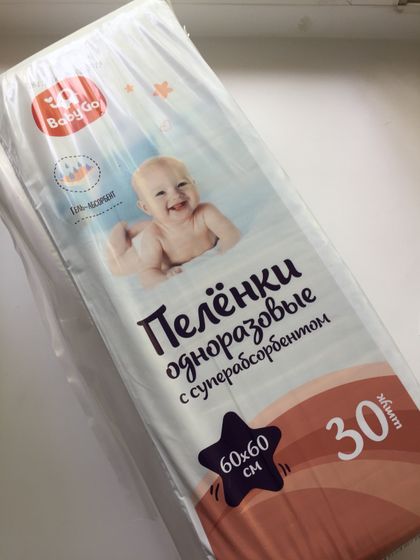 Baby Go
Гель-абсорбент
Пелёнки
одноразовые
с суперабсорбентом
60x60
см
30
штук